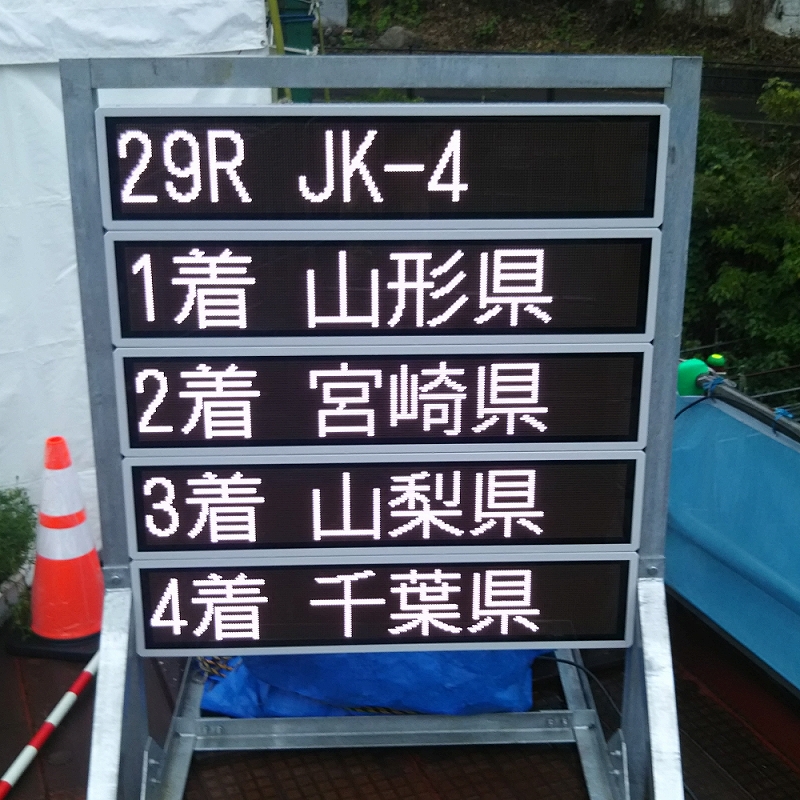 29R JK-4
1着 山形県
2着 宮崎県
3着 山梨県
4着 千葉県